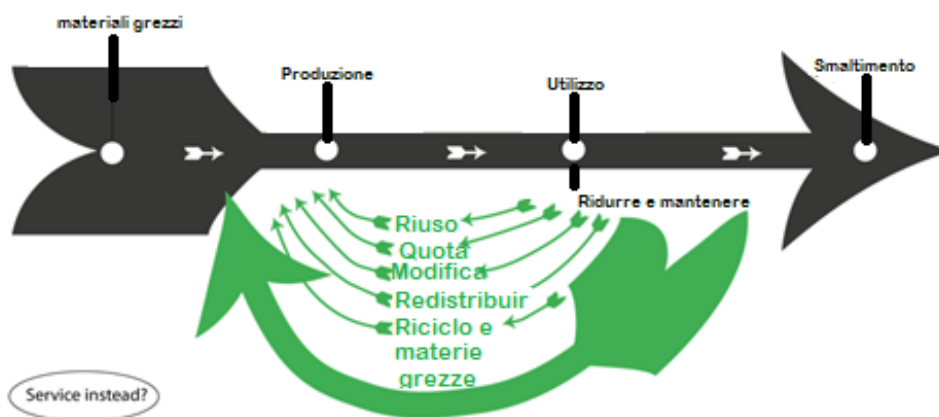 materiali grezzi
Produzione
Utilizzo
Smaltimento
Ridurre e mantenere
Riuso
Quota
Modifica
Redistribuir
Riciclo e
materie
grezze
Service instead?